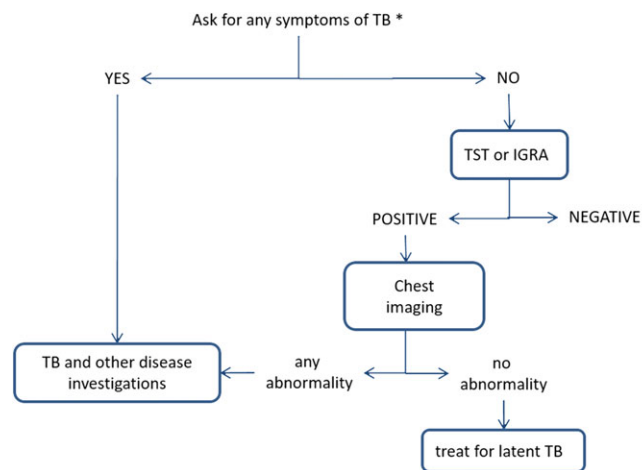 Ask for any symptoms of TB *
YES
NO
TST or IGRA
POSITIVE
NEGATIVE
Chest
imaging
TB and other disease
investigations
any
abnormality
no
abnormality
treat for latent TB